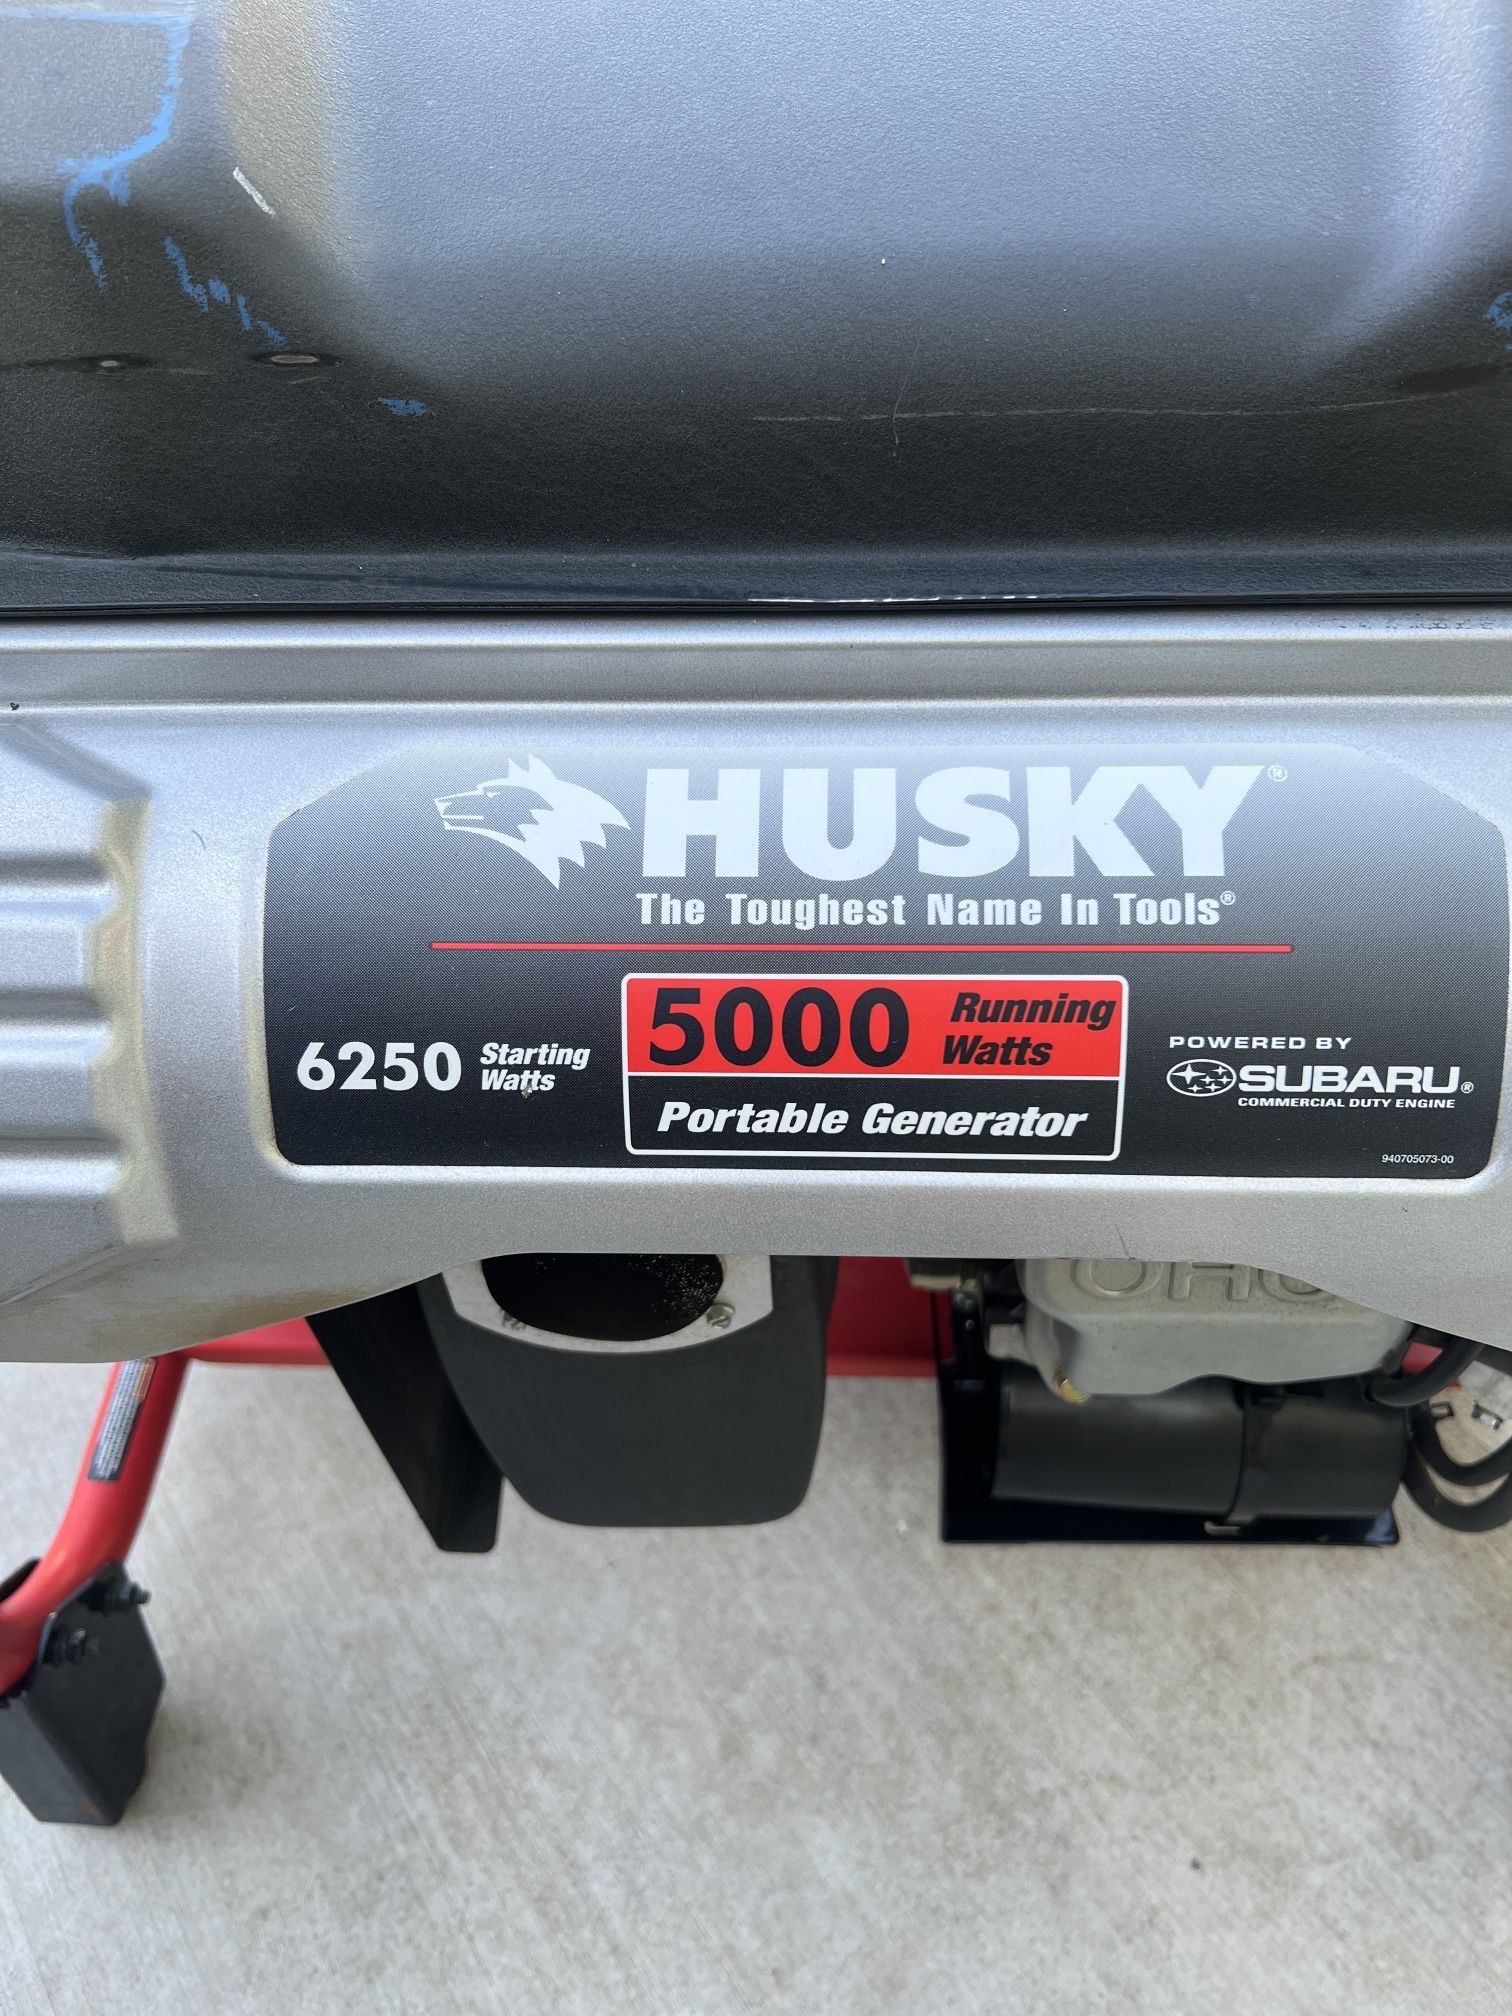 HUSKY®
The Toughest Name In Tools®
6250 Starting Watts
5000 Running Watts
Portable Generator
POWERED BY
SUBARU®
COMMERCIAL DUTY ENGINE
940705073-00